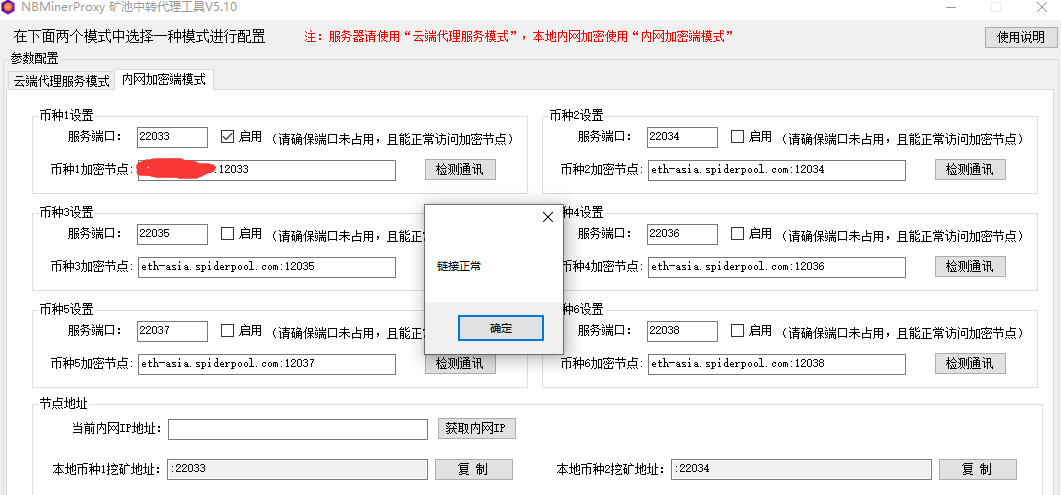 NBMinerProxy 矿池中转代理工具V5.10
在下面两个模式中选择一种模式进行配置
注：服务器请使用“云端代理服务模式”，本地内网加密使用“内网加密端模式”
使用说明
参数配置
云端代理服务模式 内网加密端模式
币种1设置
服务端口： 22033 启用 (请确保端口未占用，且能正常访问加密节点)
币种1加密节点： :12033 检测通讯
币种2设置
服务端口： 22034 启用 (请确保端口未占用，且能正常访问加密节点)
币种2加密节点： eth-asia.spiderpool.com:12034 检测通讯
币种3设置
服务端口： 22035 启用 (请确保端口未占用，且能正
币种3加密节点： eth-asia.spiderpool.com:12035
种4设置
服务端口： 22036 启用 (请确保端口未占用，且能正常访问加密节点)
币种4加密节点： eth-asia.spiderpool.com:12036 检测通讯
链接正常
确定
币种5设置
服务端口： 22037 启用 (请确保端口未占用，且能正
币种5加密节点： eth-asia.spiderpool.com:12037 检测通讯
种6设置
服务端口： 22038 启用 (请确保端口未占用，且能正常访问加密节点)
币种6加密节点： eth-asia.spiderpool.com:12038 检测通讯
节点地址
当前内网IP地址： 获取内网IP
本地币种1挖矿地址： :22033 复 制
本地币种2挖矿地址： :22034 复 制